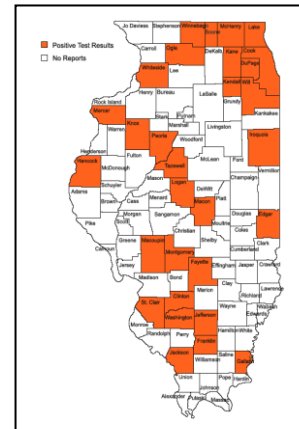 Positive Test Results
No Reports
Jo Daviess
Stephenson
Winnebago
Boone
McHenry
Lake
Carroll
Ogle
DeKalb
Kane
Cook
DuPage
Whiteside
Lee
Kendall
Will
Rock Island
Henry
Bureau
LaSalle
Grundy
Mercer
Putnam
Kankakee
Knox
Stark
Marshall
Livingston
Warren
Peoria
Woodford
Iroquois
Henderson
Fulton
Tazewell
McLean
Ford
Hancock
McDonough
Mason
Vermilion
Schuyler
Logan
DeWitt
Champaign
Adams
Brown
Cass
Menard
Macon
Piatt
Morgan
Sangamon
Douglas
Edgar
Pike
Scott
Moultrie
Coles
Christian
Greene
Shelby
Clark
Calhoun
Macoupin
Cumberland
Jersey
Montgomery
Fayette
Effingham
Jasper
Crawford
Madison
Bond
Clay
Lawrence
Clinton
Marion
Richland
St. Clair
Wayne
Wabash
Washington
Jefferson
Edwards
Monroe
Randolph
Perry
Hamilton
White
Franklin
Jackson
Williamson
Saline
Gallatin
Union
Johnson
Pope
Hardin
Alexander
Pulaski
Massac